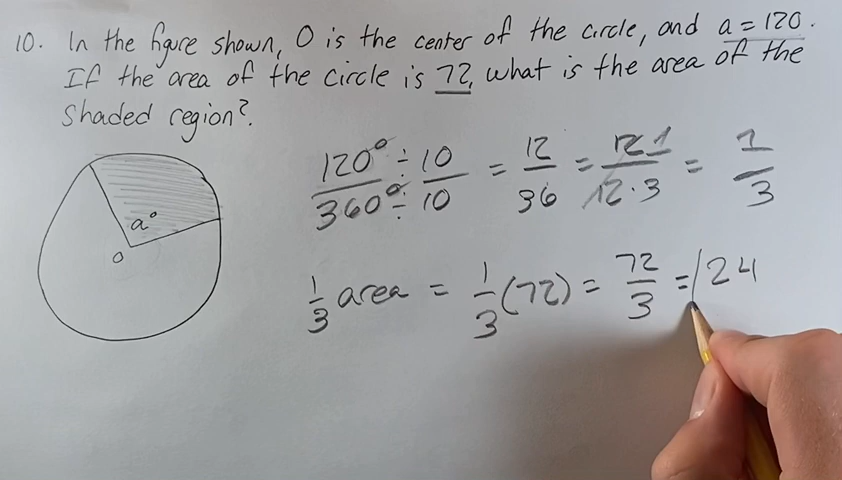 10. In the figure shown, O is the center of the circle, and a = 120.
If the area of the circle is 72, what is the area of the
Shaded region?
120° ÷ 10 / 360° ÷ 10 = 12 / 36 = 12·1 / 12·3 = 1 / 3
a°
O
1/3 area = 1/3 (72) = 72/3 = 24